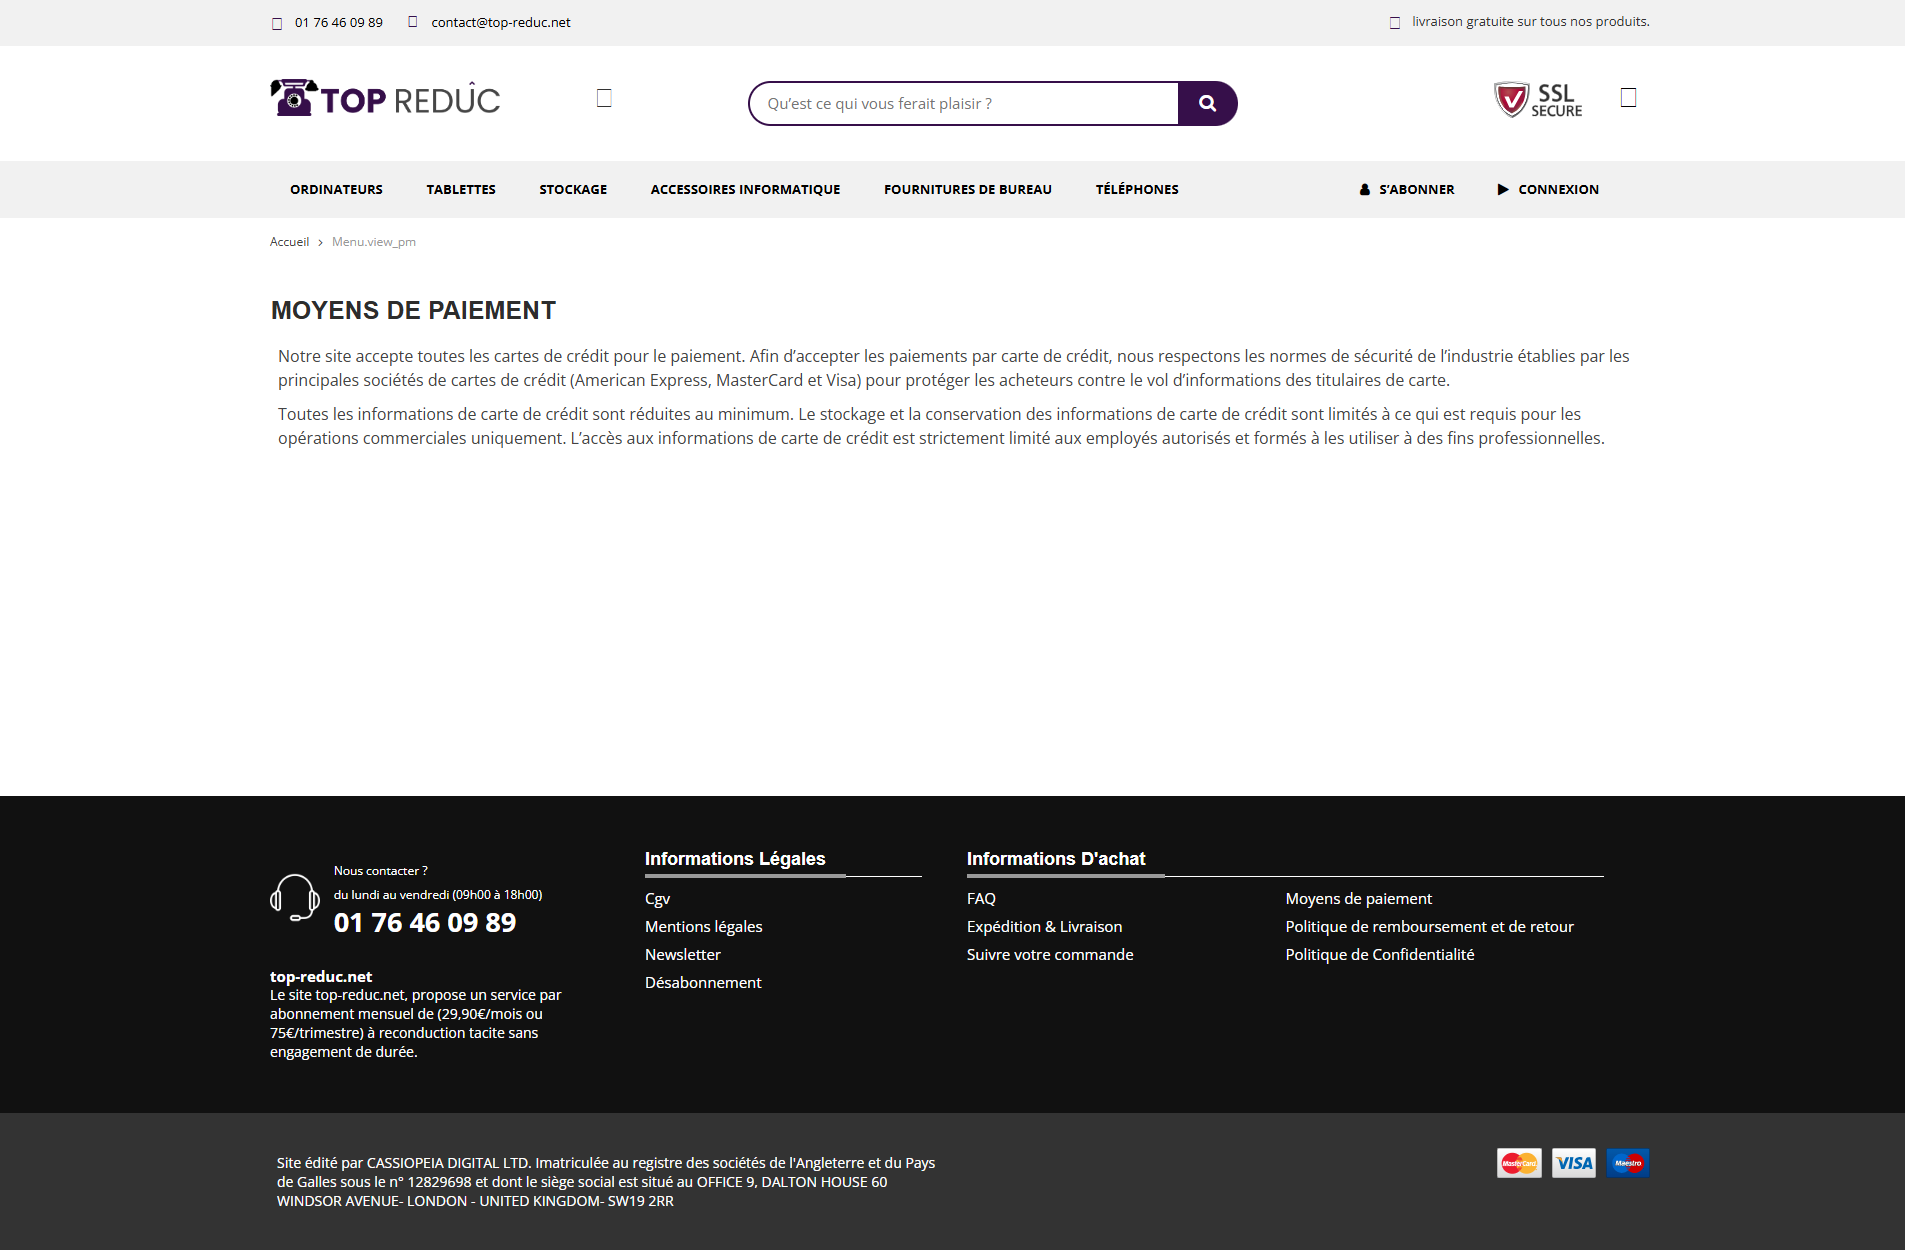 01 76 46 09 89
contact@top-reduc.net
livraison gratuite sur tous nos produits.
TOP REDÛC
Qu’est ce qui vous ferait plaisir ?
SSL
SECURE
ORDINATEURS
TABLETTES
STOCKAGE
ACCESSOIRES INFORMATIQUE
FOURNITURES DE BUREAU
TÉLÉPHONES
S’ABONNER
CONNEXION
Accueil > Menu.view_pm
MOYENS DE PAIEMENT
Notre site accepte toutes les cartes de crédit pour le paiement. Afin d’accepter les paiements par carte de crédit, nous respectons les normes de sécurité de l’industrie établies par les
principales sociétés de cartes de crédit (American Express, MasterCard et Visa) pour protéger les acheteurs contre le vol d’informations des titulaires de carte.
Toutes les informations de carte de crédit sont réduites au minimum. Le stockage et la conservation des informations de carte de crédit sont limités à ce qui est requis pour les
opérations commerciales uniquement. L’accès aux informations de carte de crédit est strictement limité aux employés autorisés et formés à les utiliser à des fins professionnelles.
Nous contacter ?
du lundi au vendredi (09h00 à 18h00)
01 76 46 09 89
top-reduc.net
Le site top-reduc.net, propose un service par
abonnement mensuel de (29,90€/mois ou
75€/trimestre) à reconduction tacite sans
engagement de durée.
Informations Légales
Cgv
Mentions légales
Newsletter
Désabonnement
Informations D'achat
FAQ
Expédition & Livraison
Suivre votre commande
Moyens de paiement
Politique de remboursement et de retour
Politique de Confidentialité
Site édité par CASSIOPEIA DIGITAL LTD. Imatriculée au registre des sociétés de l'Angleterre et du Pays
de Galles sous le n° 12829698 et dont le siège social est situé au OFFICE 9, DALTON HOUSE 60
WINDSOR AVENUE- LONDON - UNITED KINGDOM- SW19 2RR
MasterCard
VISA
Maestro